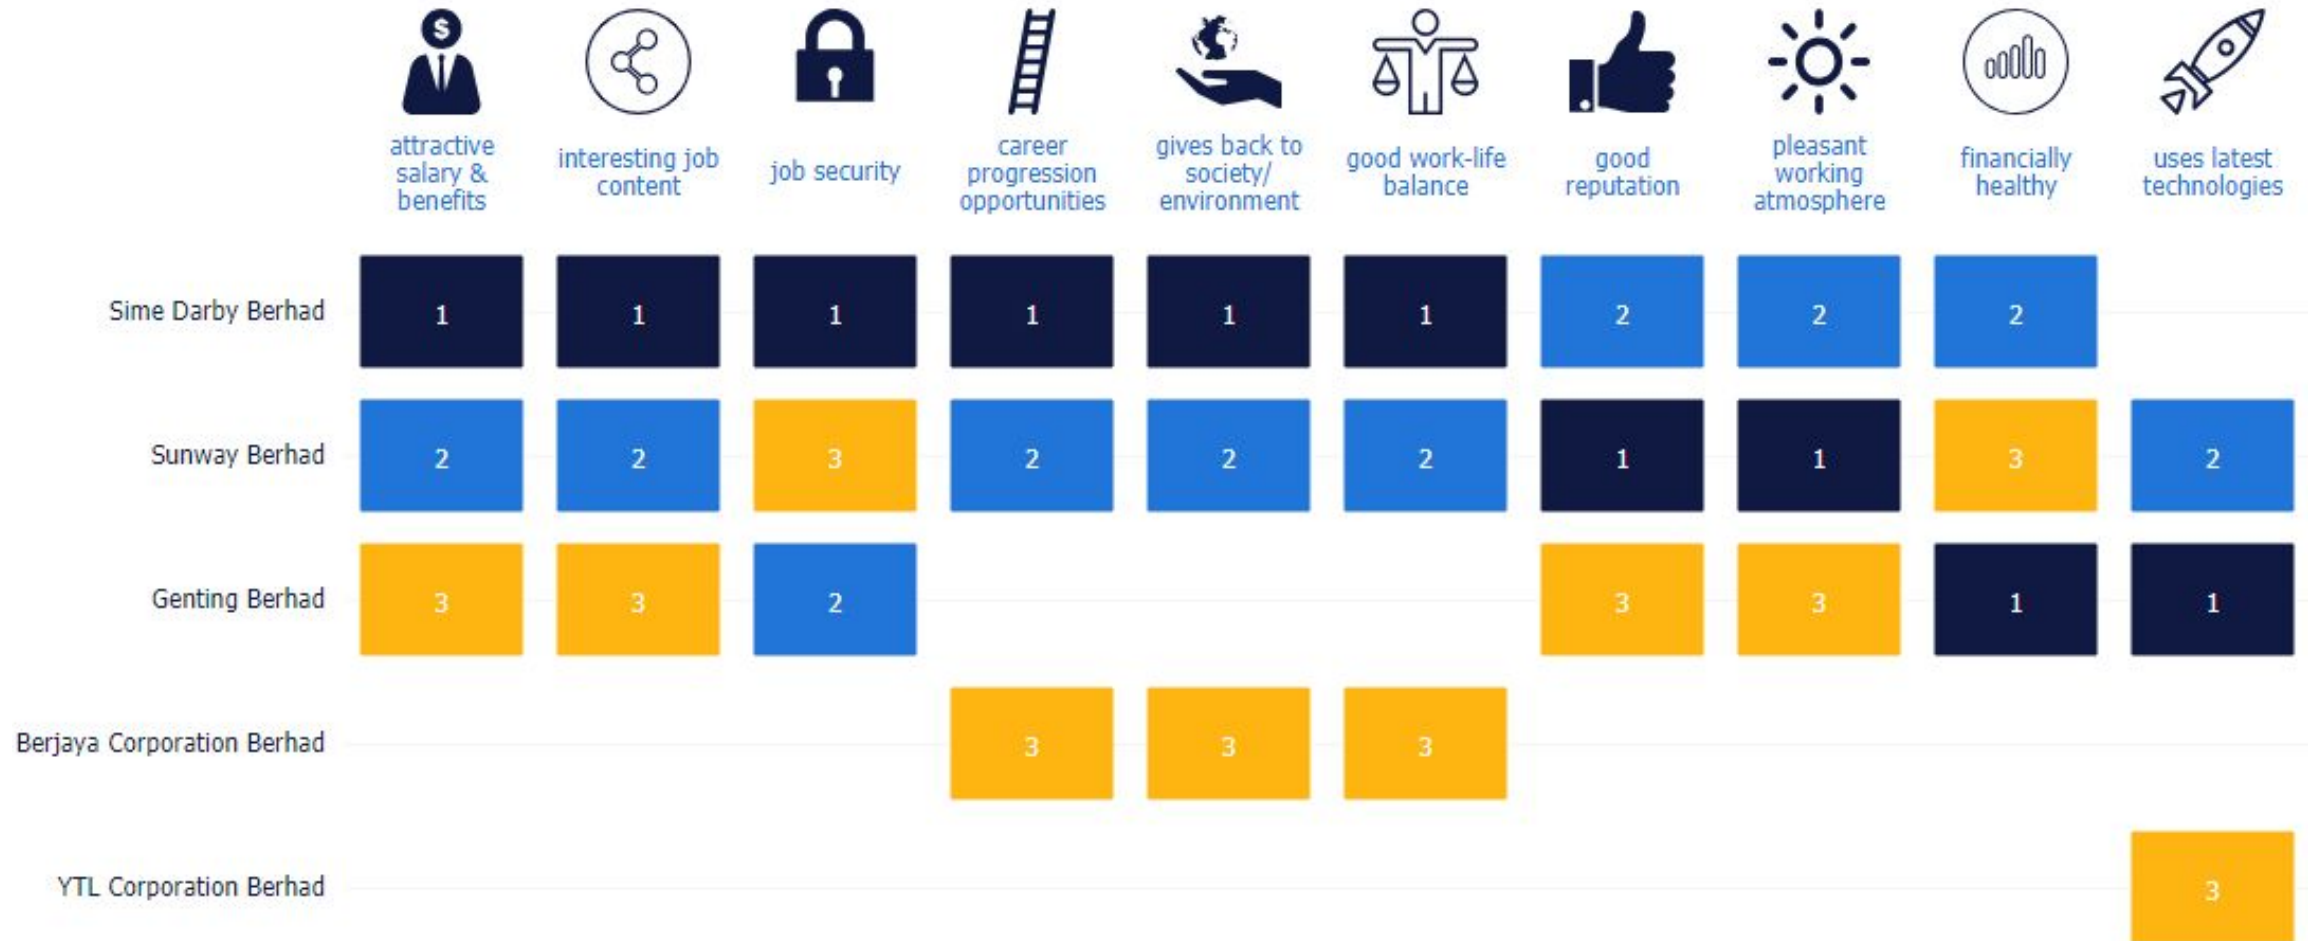 $
attractive
salary &
benefits
interesting job
content
job security
career
progression
opportunities
gives back to
society/
environment
good work-life
balance
good
reputation
pleasant
working
atmosphere
financially
healthy
uses latest
technologies
Sime Darby Berhad 1 1 1 1 1 1 2 2 2
Sunway Berhad 2 2 3 2 2 2 1 1 3 2
Genting Berhad 3 3 2 3 3 1 1
Berjaya Corporation Berhad 3 3 3
YTL Corporation Berhad 3